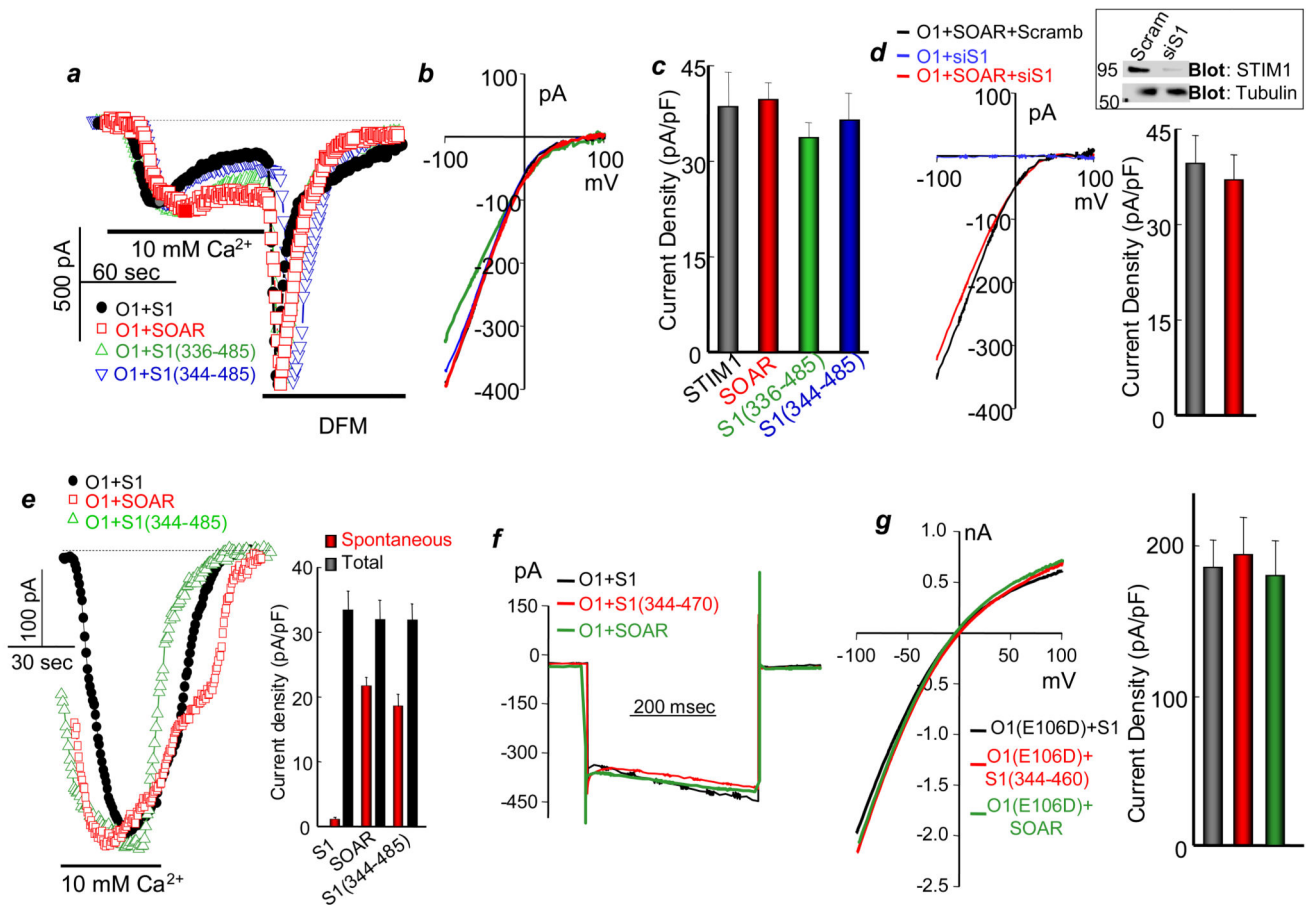 a
10 mM Ca²⁺
60 sec
500 pA
O1+S1
O1+SOAR
O1+S1(336-485)
O1+S1(344-485)
DFM
b
100
pA
-100
100
mV
-100
-200
-300
-400
c
Current Density (pA/pF)
45
30
15
0
STIM1
SOAR
S1(336-485)
S1(344-485)
O1+SOAR+Scramb
d
O1+siS1
O1+SOAR+siS1
100
pA
-100
100
mV
-100
-200
-300
-400
Scram
siS1
95
Blot: STIM1
50
Blot: Tubulin
Current Density (pA/pF)
45
30
15
0
e
O1+S1
O1+SOAR
O1+S1(344-485)
100 pA
30 sec
10 mM Ca²⁺
Current density (pA/pF)
40
30
20
10
0
Spontaneous
Total
S1
SOAR
S1(344-485)
f
pA
O1+S1
O1+S1(344-470)
O1+SOAR
150
0
-150
-300
-450
200 msec
g
1.0
nA
0.5
-100
-50
50
100
mV
-0.5
-1.0
-1.5
-2.0
-2.5
O1(E106D)+S1
O1(E106D)+
S1(344-460)
O1(E106D)+
SOAR
Current Density (pA/pF)
200
100
0